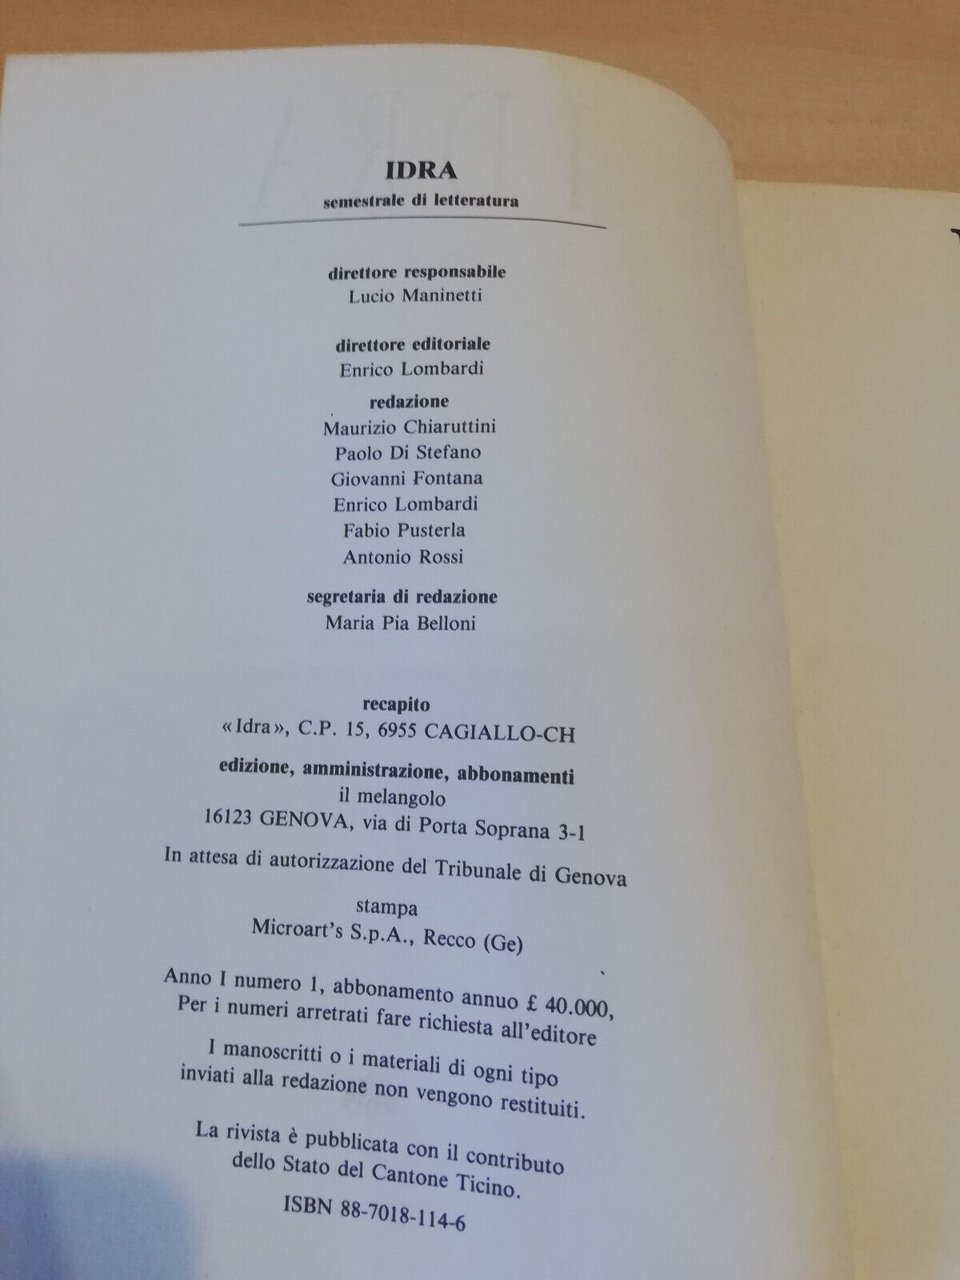 IDRA
semestrale di letteratura
direttore responsabile
Lucio Maninetti
direttore editoriale
Enrico Lombardi
redazione
Maurizio Chiaruttini
Paolo Di Stefano
Giovanni Fontana
Enrico Lombardi
Fabio Pusterla
Antonio Rossi
segretaria di redazione
Maria Pia Belloni
recapito
«Idra», C.P. 15, 6955 CAGIALLO-CH
edizione, amministrazione, abbonamenti
il melangolo
16123 GENOVA, via di Porta Soprana 3-1
In attesa di autorizzazione del Tribunale di Genova
stampa
Microart's S.p.A., Recco (Ge)
Anno I numero 1, abbonamento annuo £ 40.000,
Per i numeri arretrati fare richiesta all'editore
I manoscritti o i materiali di ogni tipo
inviati alla redazione non vengono restituiti.
La rivista è pubblicata con il contributo
dello Stato del Cantone Ticino.
ISBN 88-7018-114-6